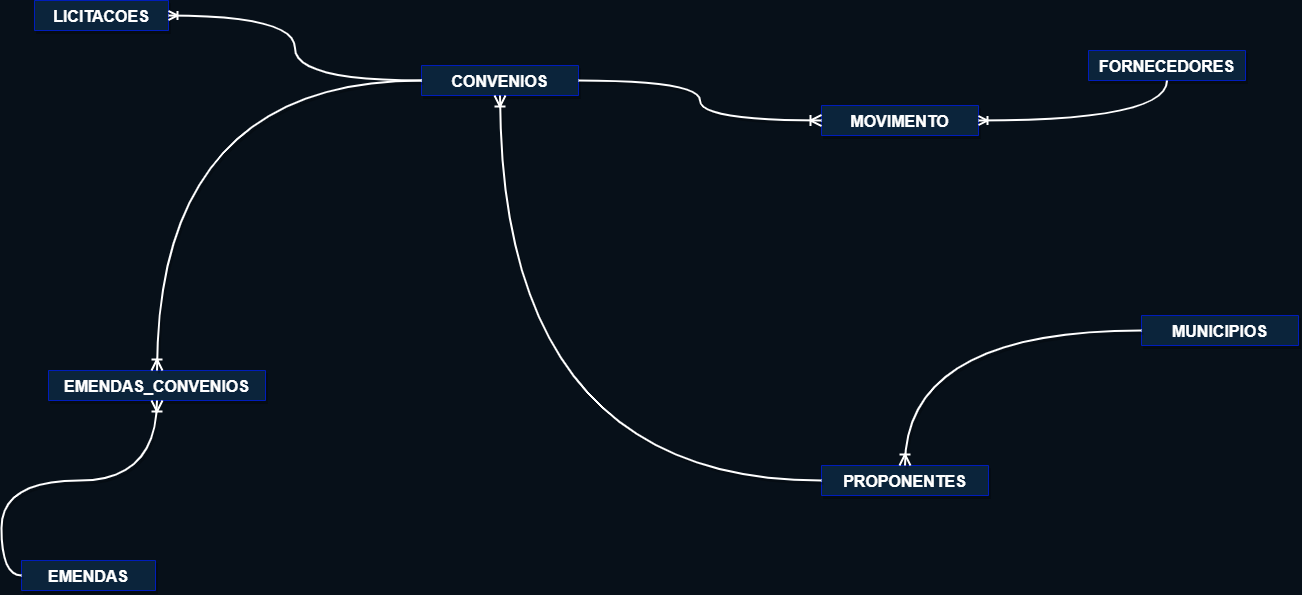 LICITACOES
CONVENIOS
FORNECEDORES
MOVIMENTO
MUNICIPIOS
EMENDAS_CONVENIOS
PROPONENTES
EMENDAS